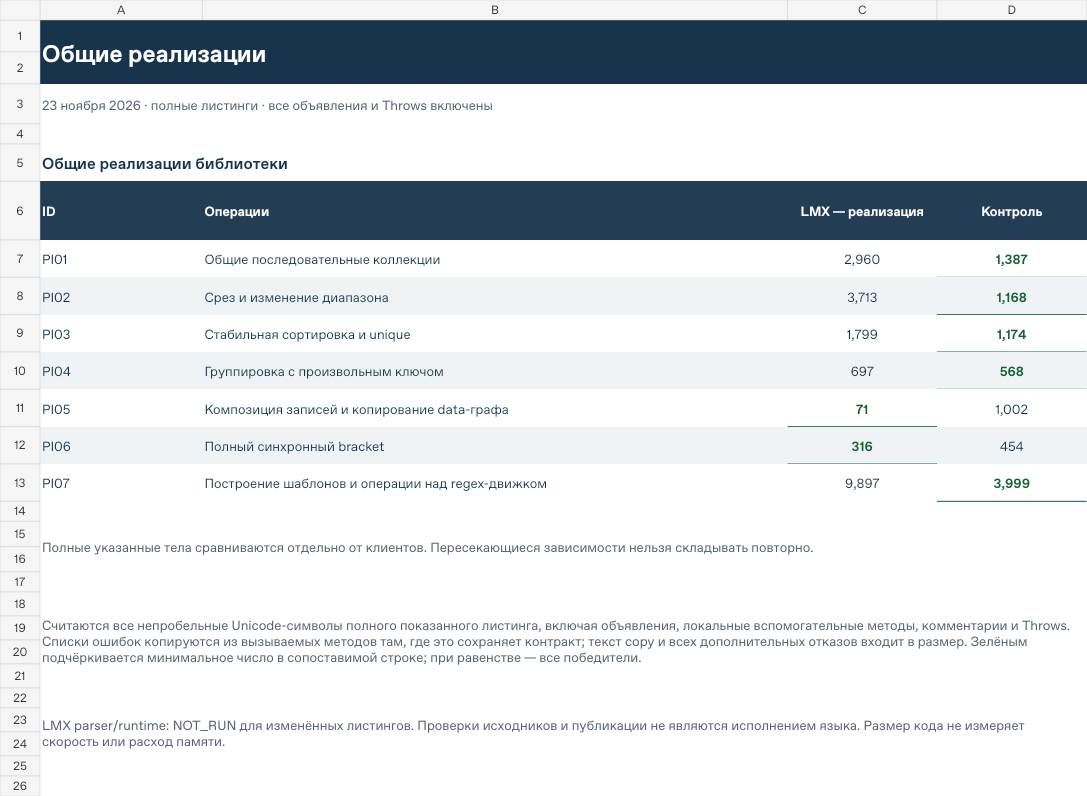 A B C D
1 Общие реализации
2
3 23 ноября 2026 · полные листинги · все объявления и Throws включены
4
5 Общие реализации библиотеки
6 ID Операции LMX — реализация Контроль
7 PI01 Общие последовательные коллекции 2,960 1,387
8 PI02 Срез и изменение диапазона 3,713 1,168
9 PI03 Стабильная сортировка и unique 1,799 1,174
10 PI04 Группировка с произвольным ключом 697 568
11 PI05 Композиция записей и копирование data-графа 71 1,002
12 PI06 Полный синхронный bracket 316 454
13 PI07 Построение шаблонов и операции над regex-движком 9,897 3,999
14
15
Полные указанные тела сравниваются отдельно от клиентов. Пересекающиеся зависимости нельзя складывать повторно.
16
17
18
19 Считаются все непробельные Unicode-символы полного показанного листинга, включая объявления, локальные вспомогательные методы, комментарии и Throws.
Списки ошибок копируются из вызываемых методов там, где это сохраняет контракт; текст copy и всех дополнительных отказов входит в размер. Зелёным
20 подчёркивается минимальное число в сопоставимой строке; при равенстве — все победители.
21
22
23 LMX parser/runtime: NOT_RUN для изменённых листингов. Проверки исходников и публикации не являются исполнением языка. Размер кода не измеряет
24 скорость или расход памяти.
25
26